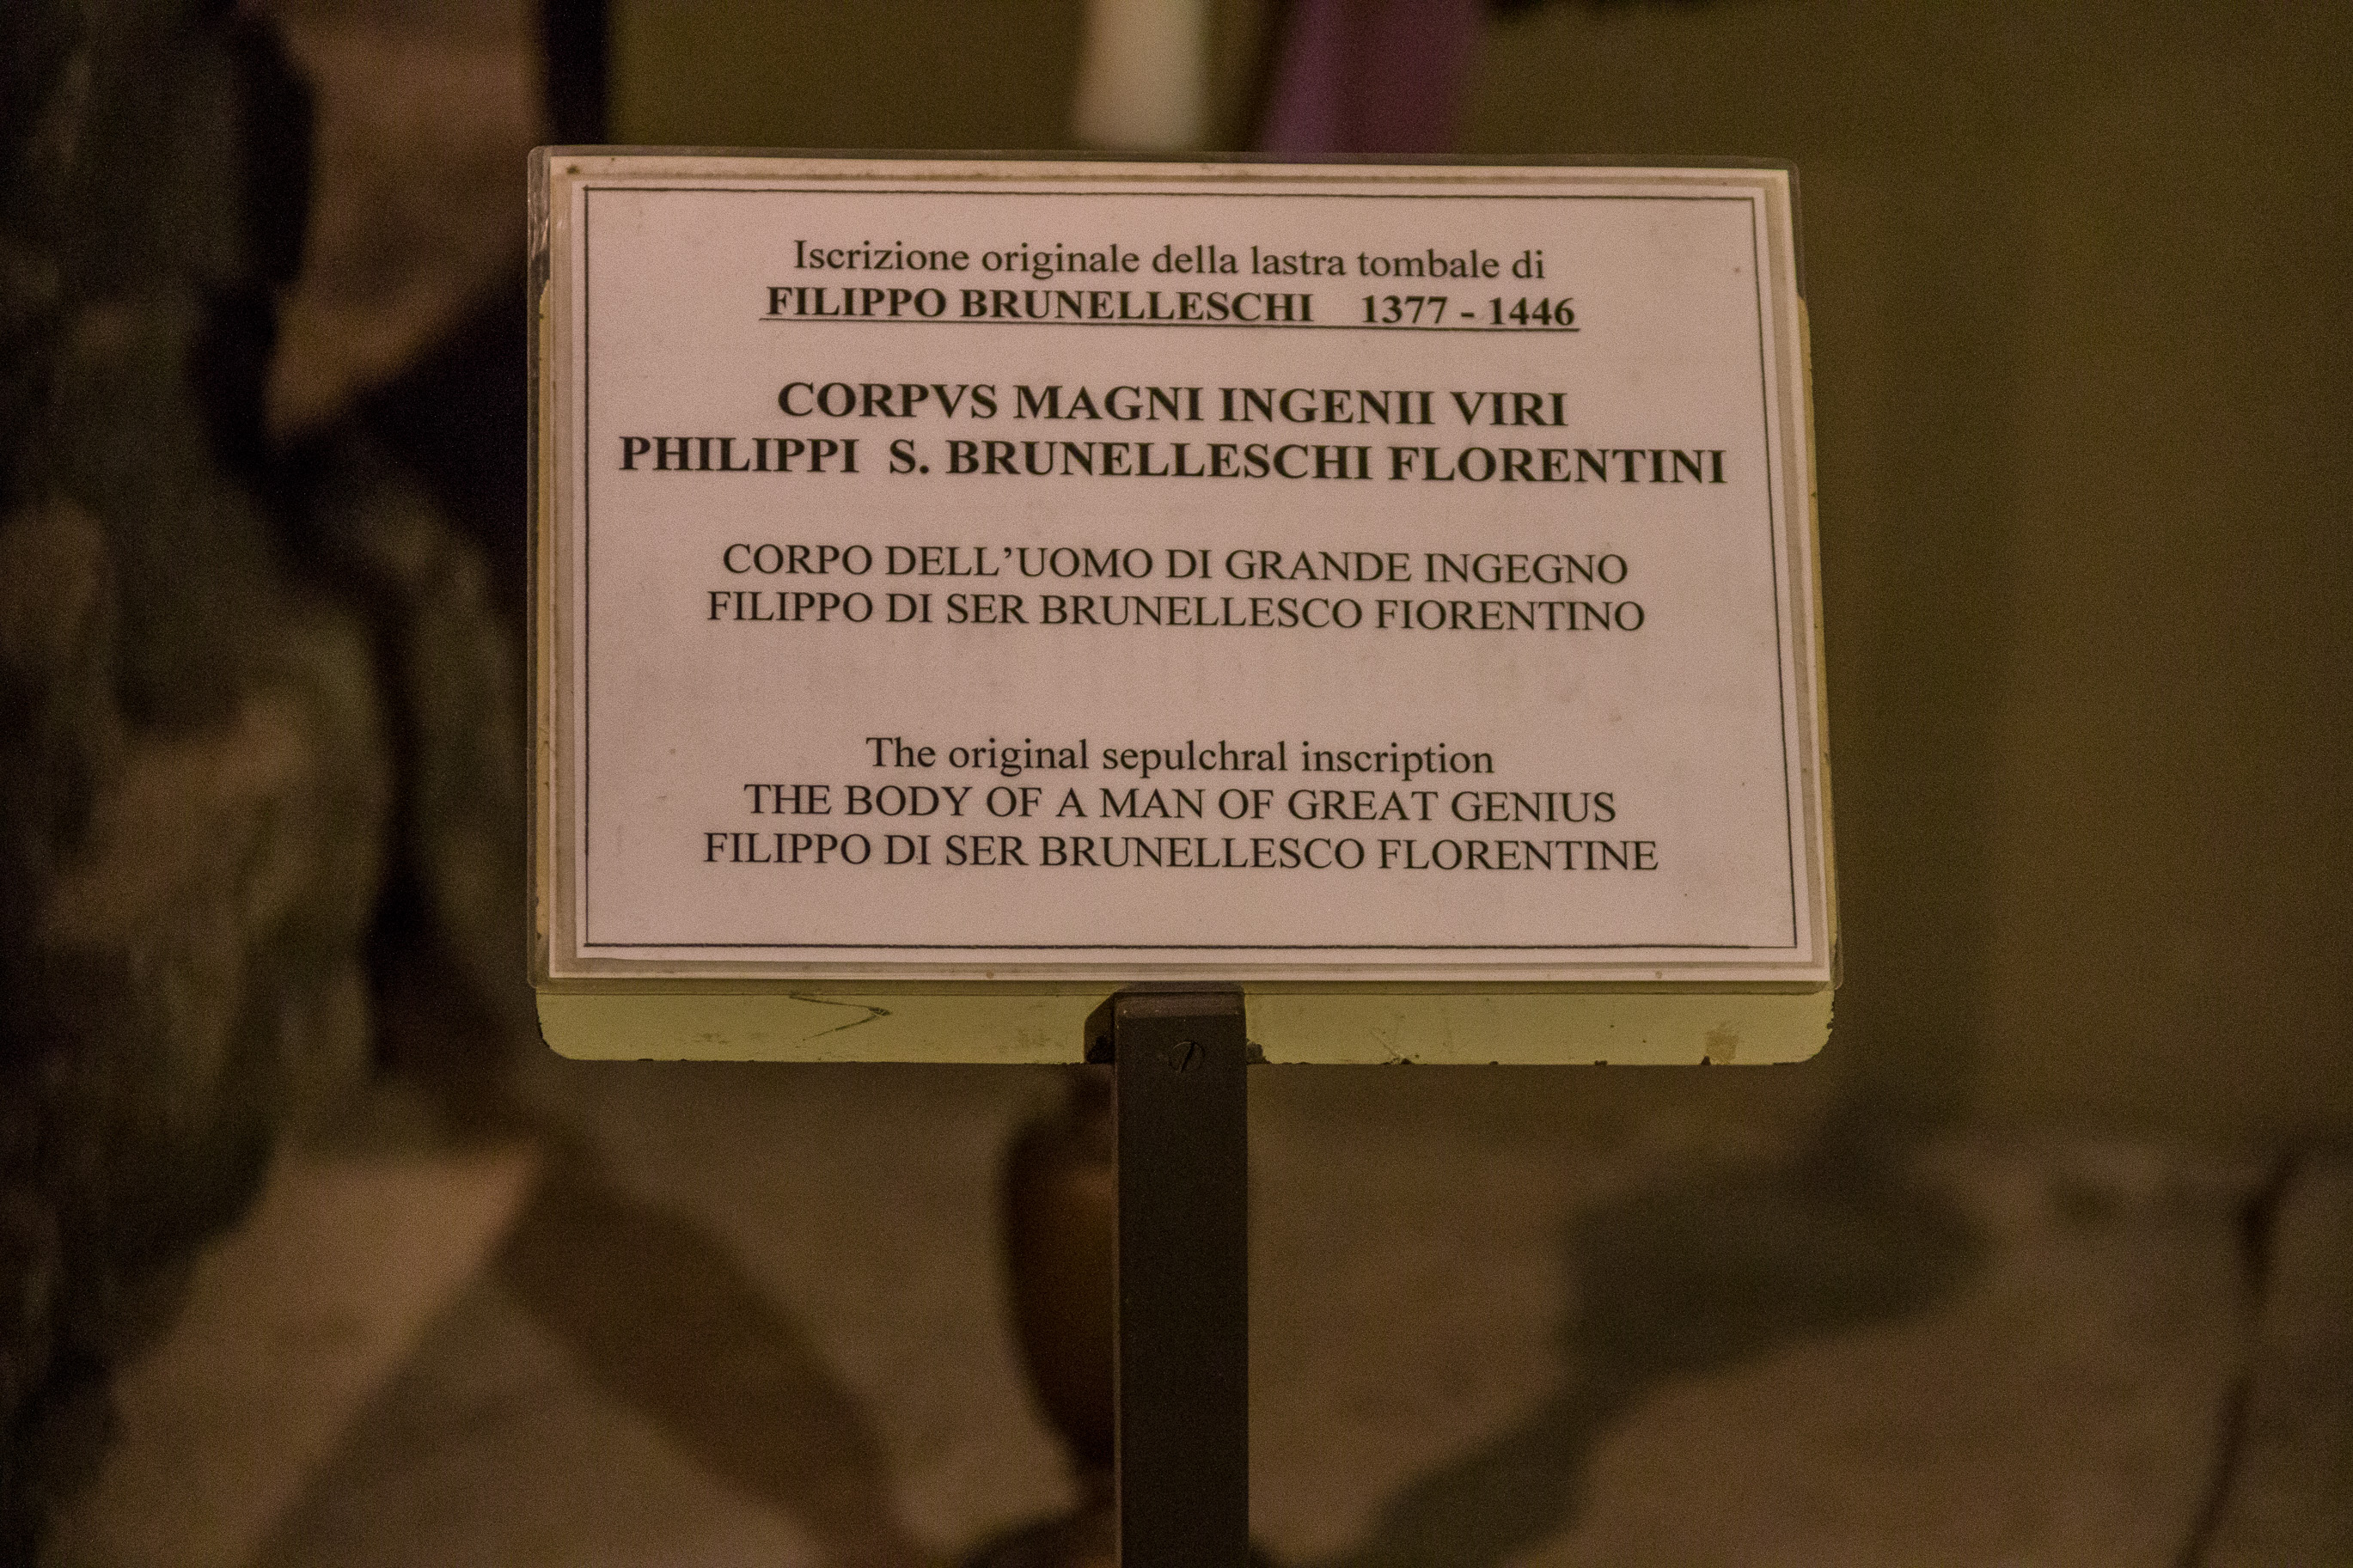 Iscrizione originale della lastra tombale di
FILIPPO BRUNELLESCHI 1377 - 1446
CORPVS MAGNI INGENII VIRI
PHILIPPI S. BRUNELLESCHI FLORENTINI
CORPO DELL’UOMO DI GRANDE INGEGNO
FILIPPO DI SER BRUNELLESCO FIORENTINO
The original sepulchral inscription
THE BODY OF A MAN OF GREAT GENIUS
FILIPPO DI SER BRUNELLESCO FLORENTINE